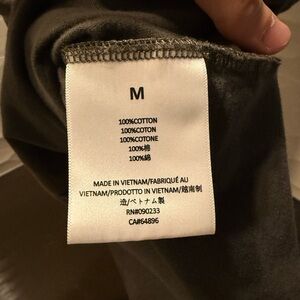 M
100%COTTON
100%COTON
100%COTONE
100%棉
100%綿
MADE IN VIETNAM/FABRIQUÉ AU
VIETNAM/PRODOTTO IN VIETNAM/越南制
造/ベトナム製
RN#090233
CA#64896